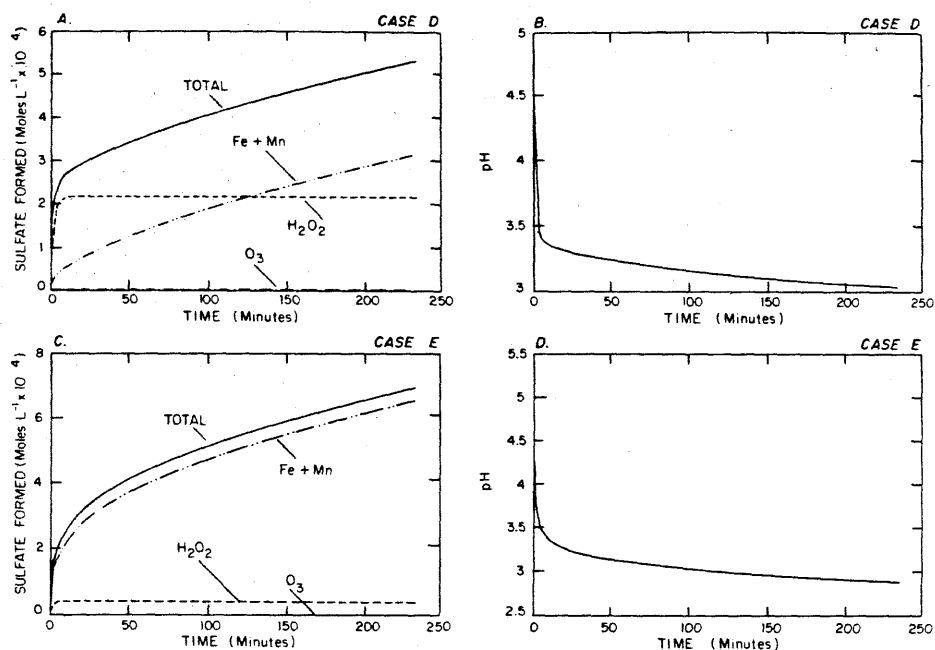 A. CASE D
SULFATE FORMED (Moles L⁻¹ x 10⁴)
6
5
4
3
2
1
0
TOTAL
Fe + Mn
H₂O₂
O₃
0 50 100 150 200 250
TIME (Minutes)
B. CASE D
pH
5
4.5
4
3.5
3
0 50 100 150 200 250
TIME (Minutes)
C. CASE E
SULFATE FORMED (Moles L⁻¹ x 10⁴)
8
6
4
2
0
TOTAL
Fe + Mn
H₂O₂
O₃
0 50 100 150 200 250
TIME (Minutes)
D. CASE E
pH
5.5
5
4.5
4
3.5
3
2.5
0 50 100 150 200 250
TIME (Minutes)